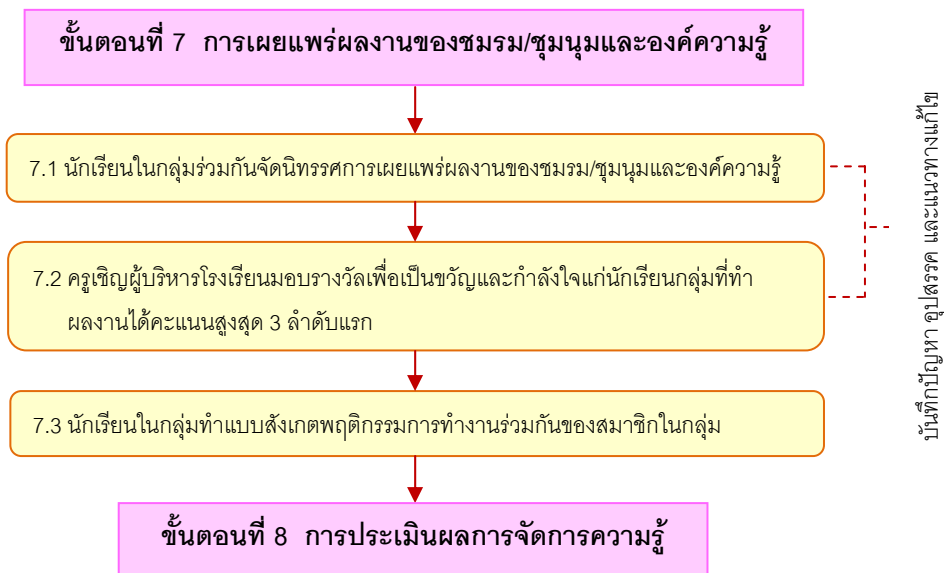 ขั้นตอนที่ 7 การเผยแพร่ผลงานของชมรม/ชุมนุมและองค์ความรู้
7.1 นักเรียนในกลุ่มร่วมกันจัดนิทรรศการเผยแพร่ผลงานของชมรม/ชุมนุมและองค์ความรู้
7.2 ครูเชิญผู้บริหารโรงเรียนมอบรางวัลเพื่อเป็นขวัญและกำลังใจแก่นักเรียนกลุ่มที่ทำ
ผลงานได้คะแนนสูงสุด 3 ลำดับแรก
7.3 นักเรียนในกลุ่มทำแบบสังเกตพฤติกรรมการทำงานร่วมกันของสมาชิกในกลุ่ม
ขั้นตอนที่ 8 การประเมินผลการจัดการความรู้
บันทึกปัญหา อุปสรรค และแนวทางแก้ไข